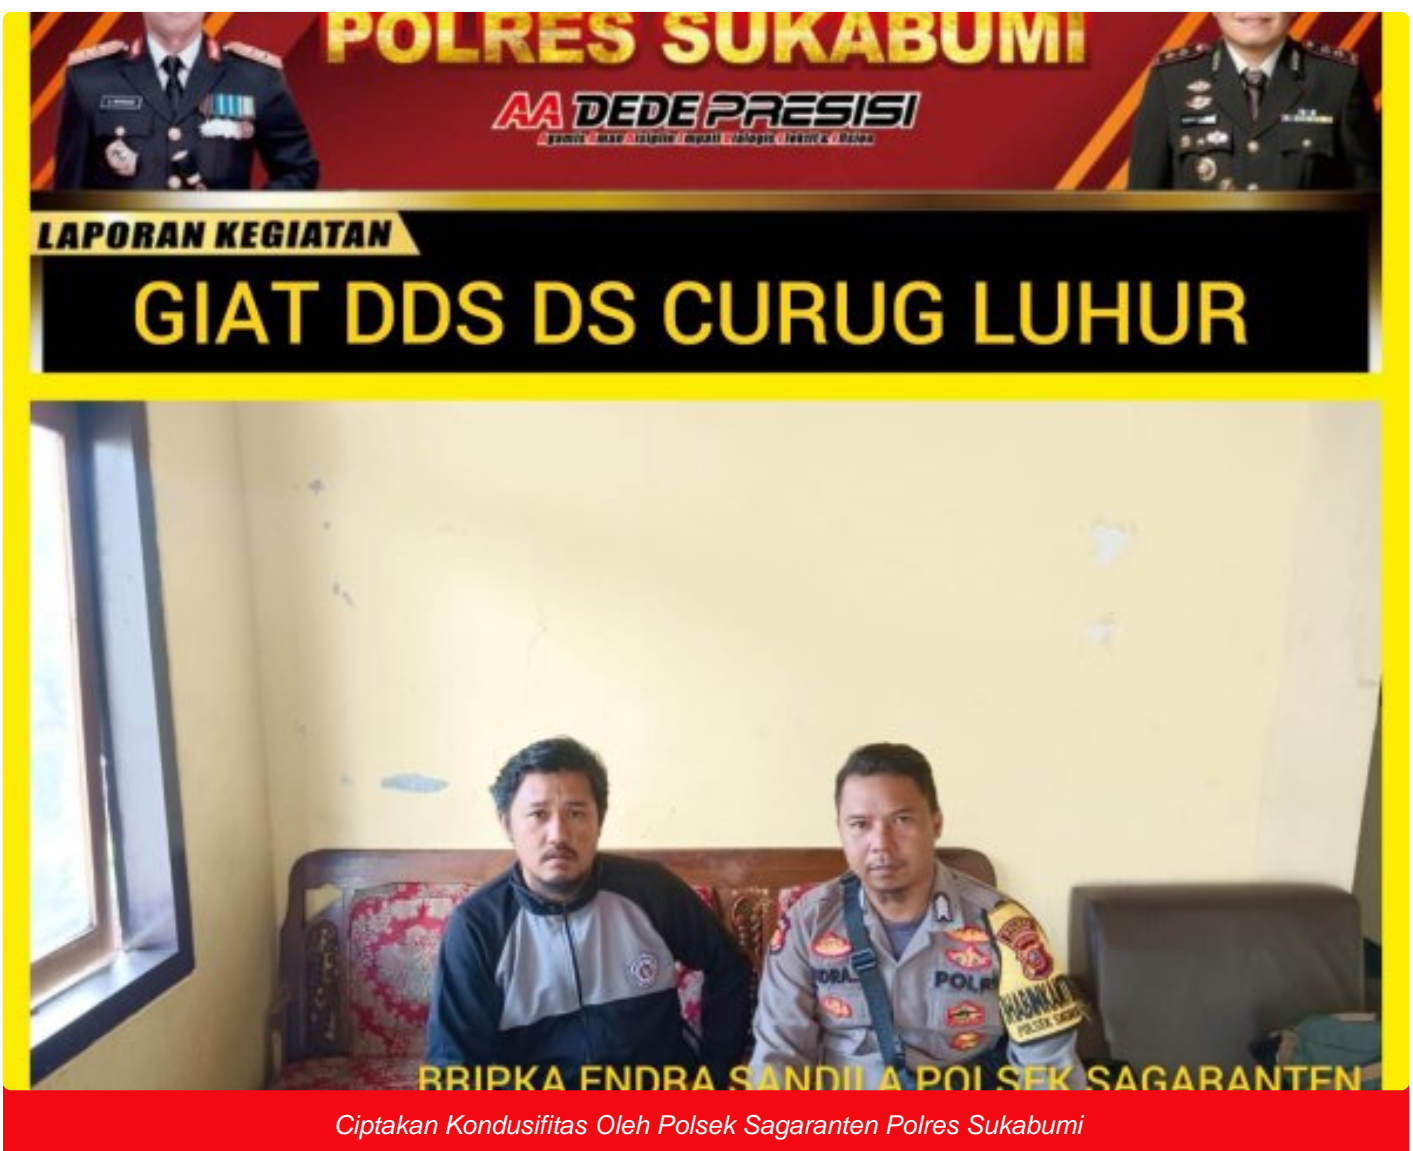 POLRES SUKABUMI
AA DEDE PRESISI
LAPORAN KEGIATAN
GIAT DDS DS CURUG LUHUR
POLRI
POLSEK
BRIPKA ENDRA SANDILA POLSEK SAGARANTEN
Ciptakan Kondusifitas Oleh Polsek Sagaranten Polres Sukabumi